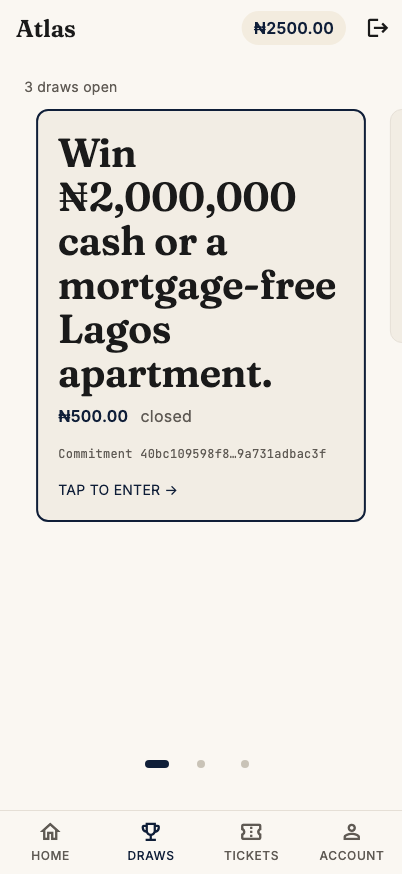 Atlas
₦2500.00
3 draws open
Win
₦2,000,000
cash or a
mortgage-free
Lagos
apartment.
₦500.00 closed
Commitment 40bc109598f8…9a731adbac3f
TAP TO ENTER →
HOME
DRAWS
TICKETS
ACCOUNT